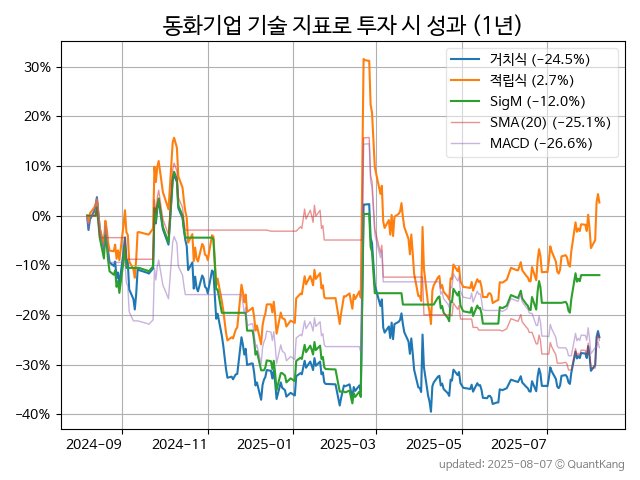 동화기업 기술 지표로 투자 시 성과 (1년)
거치식 (−24.5%)
적립식 (2.7%)
SigM (−12.0%)
SMA(20) (−25.1%)
MACD (−26.6%)
30%
20%
10%
0%
−10%
−20%
−30%
−40%
2024-09 2024-11 2025-01 2025-03 2025-05 2025-07
updated: 2025-08-07 © QuantKang